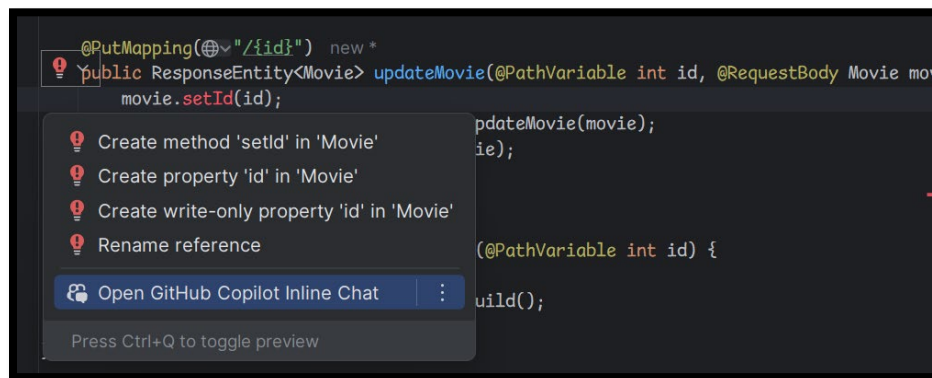 @PutMapping("/{id}") new *
public ResponseEntity<Movie> updateMovie(@PathVariable int id, @RequestBody Movie
movie.setId(id);
pdateMovie(movie);
Create method 'setId' in 'Movie'
ie);
Create property 'id' in 'Movie'
Create write-only property 'id' in 'Movie'
Rename reference
(@PathVariable int id) {
Open GitHub Copilot Inline Chat
uild();
Press Ctrl+Q to toggle preview